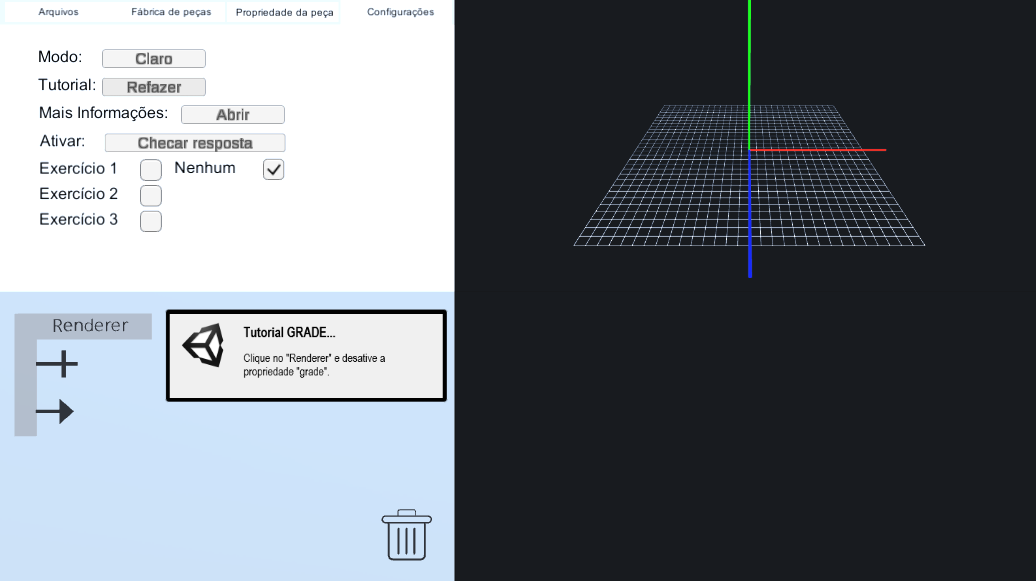 Arquivos Fábrica de peças Propriedade da peça Configurações
Modo: Claro
Tutorial: Refazer
Mais Informações: Abrir
Ativar: Checar resposta
Exercício 1 Nenhum
Exercício 2
Exercício 3
Renderer
Tutorial GRADE...
Clique no "Renderer" e desative a
propriedade "grade".